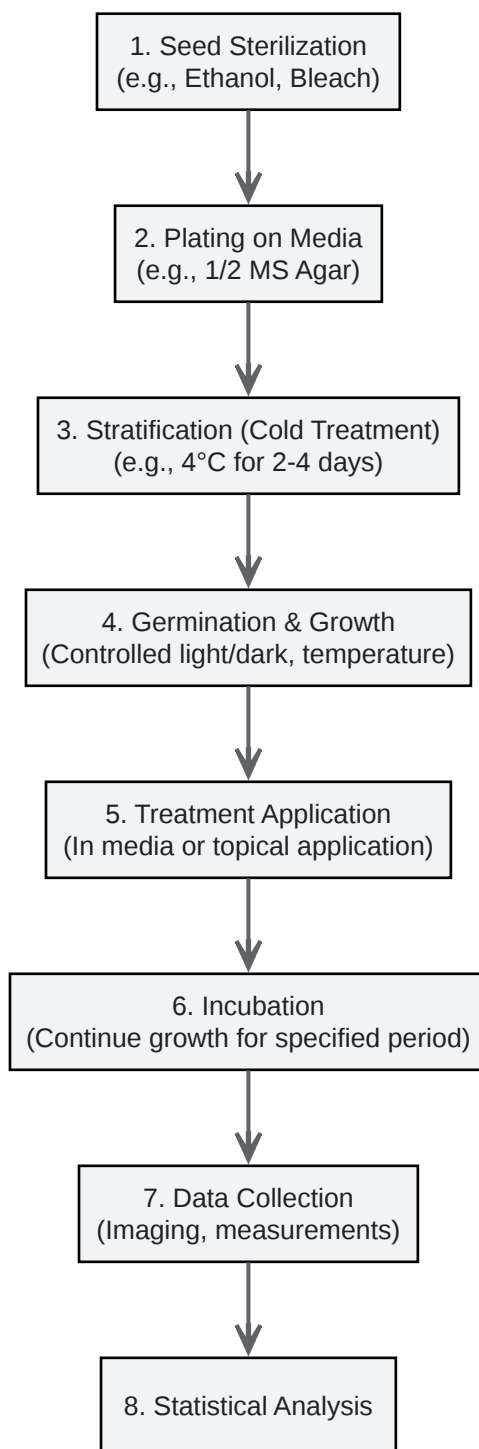 1. Seed Sterilization
(e.g., Ethanol, Bleach)
2. Plating on Media
(e.g., 1/2 MS Agar)
3. Stratification (Cold Treatment)
(e.g., 4°C for 2-4 days)
4. Germination & Growth
(Controlled light/dark, temperature)
5. Treatment Application
(In media or topical application)
6. Incubation
(Continue growth for specified period)
7. Data Collection
(Imaging, measurements)
8. Statistical Analysis